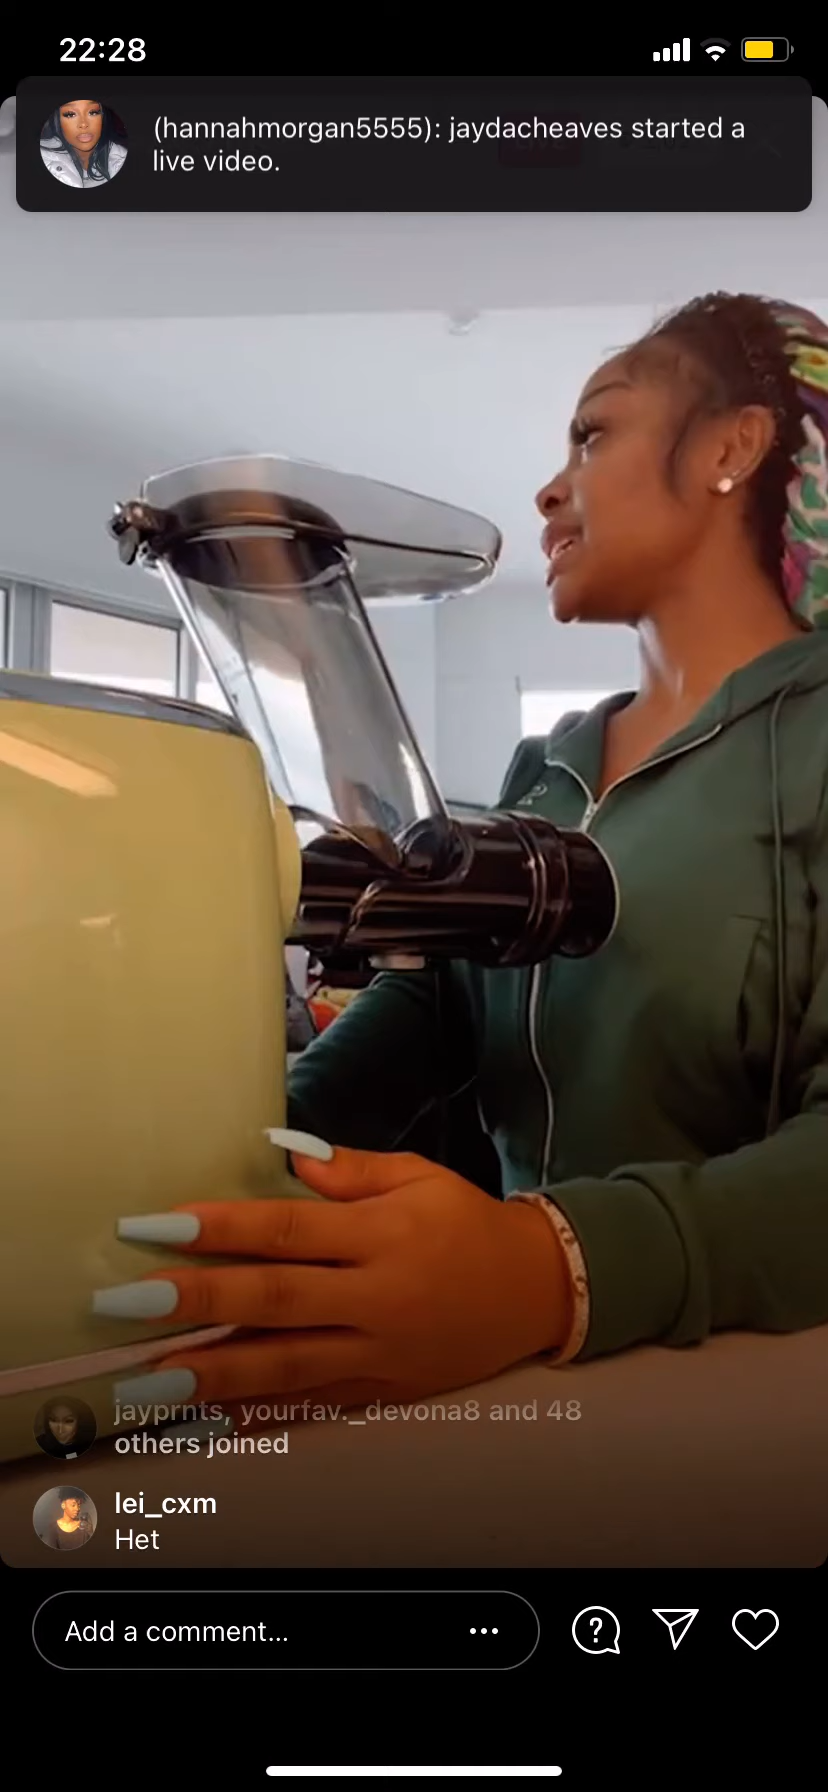 22:28
(hannahmorgan5555): jaydacheaves started a
live video.
jayprnts, yourfav._devona8 and 48
others joined
lei_cxm
Het
Add a comment...